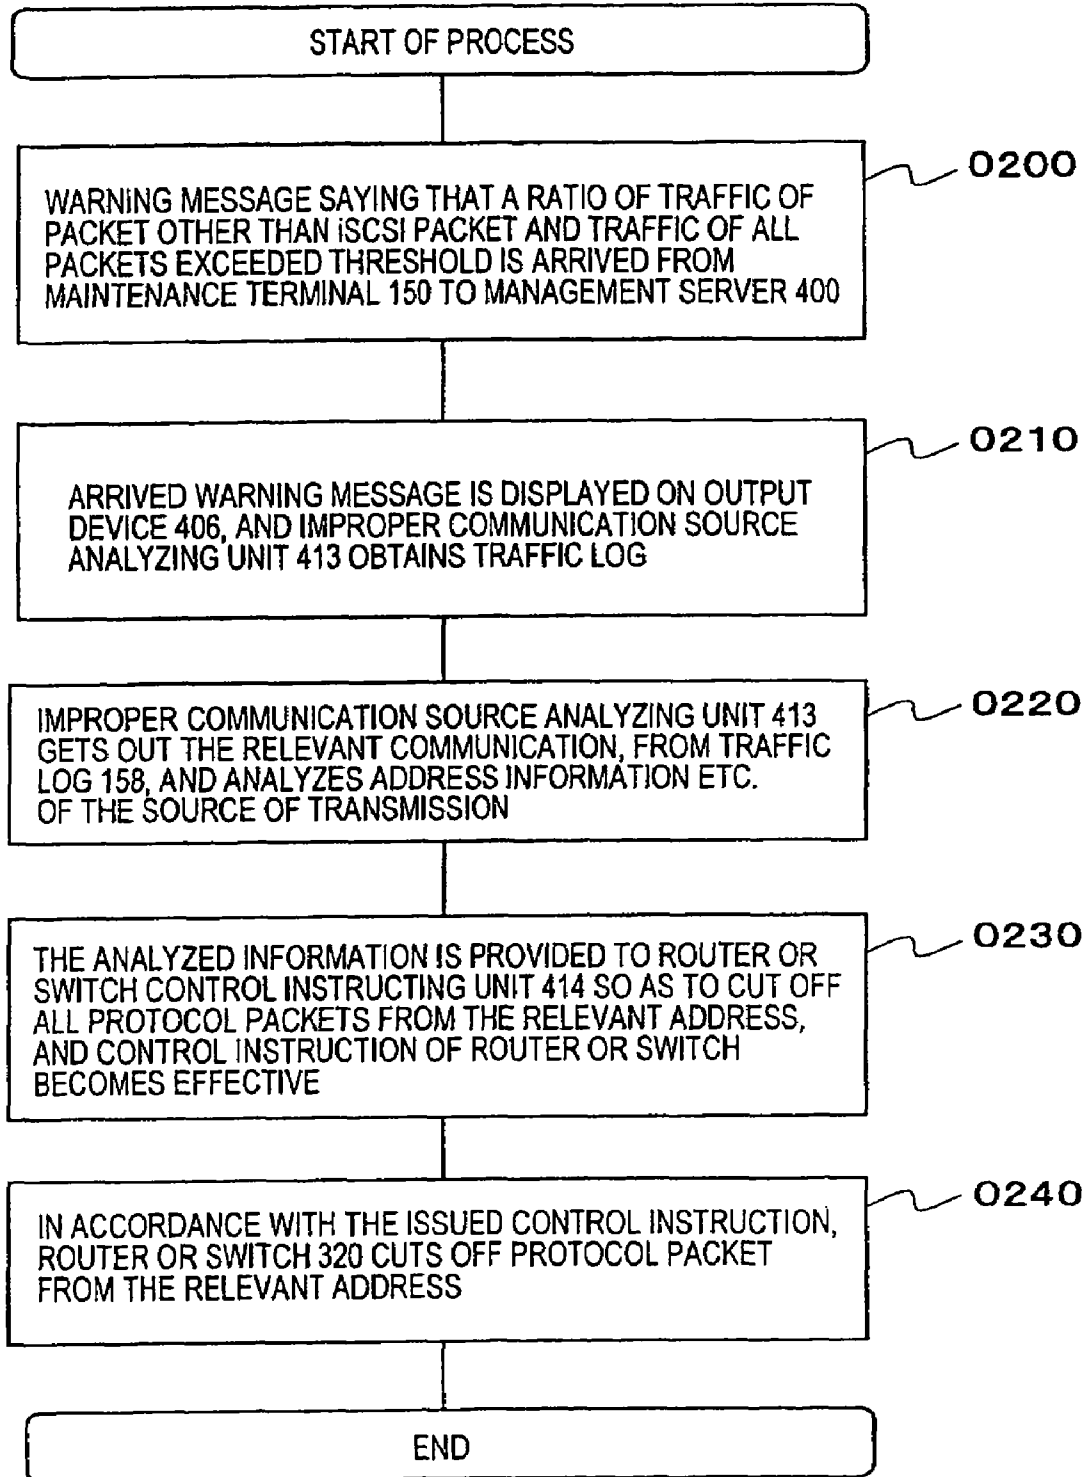 START OF PROCESS
0200
WARNING MESSAGE SAYING THAT A RATIO OF TRAFFIC OF
PACKET OTHER THAN iSCSI PACKET AND TRAFFIC OF ALL
PACKETS EXCEEDED THRESHOLD IS ARRIVED FROM
MAINTENANCE TERMINAL 150 TO MANAGEMENT SERVER 400
0210
ARRIVED WARNING MESSAGE IS DISPLAYED ON OUTPUT
DEVICE 406, AND IMPROPER COMMUNICATION SOURCE
ANALYZING UNIT 413 OBTAINS TRAFFIC LOG
0220
IMPROPER COMMUNICATION SOURCE ANALYZING UNIT 413
GETS OUT THE RELEVANT COMMUNICATION, FROM TRAFFIC
LOG 158, AND ANALYZES ADDRESS INFORMATION ETC.
OF THE SOURCE OF TRANSMISSION
0230
THE ANALYZED INFORMATION IS PROVIDED TO ROUTER OR
SWITCH CONTROL INSTRUCTING UNIT 414 SO AS TO CUT OFF
ALL PROTOCOL PACKETS FROM THE RELEVANT ADDRESS,
AND CONTROL INSTRUCTION OF ROUTER OR SWITCH
BECOMES EFFECTIVE
0240
IN ACCORDANCE WITH THE ISSUED CONTROL INSTRUCTION,
ROUTER OR SWITCH 320 CUTS OFF PROTOCOL PACKET
FROM THE RELEVANT ADDRESS
END